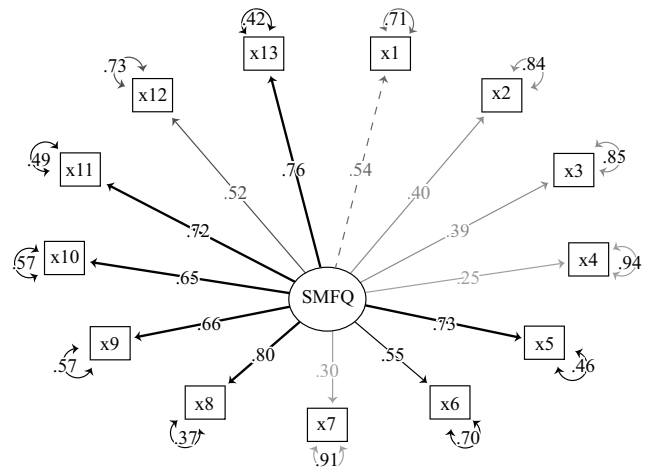 .42
.71
x13
x1
.73
.84
x12
x2
.49
x11
.85
x3
.76
.54
.52
.40
.72
.39
.57
x10
x4
.94
.65
.25
SMFQ
.66
.73
x9
x5
.57
.46
.80
.30
.55
x8
x6
x7
.37
.70
.91